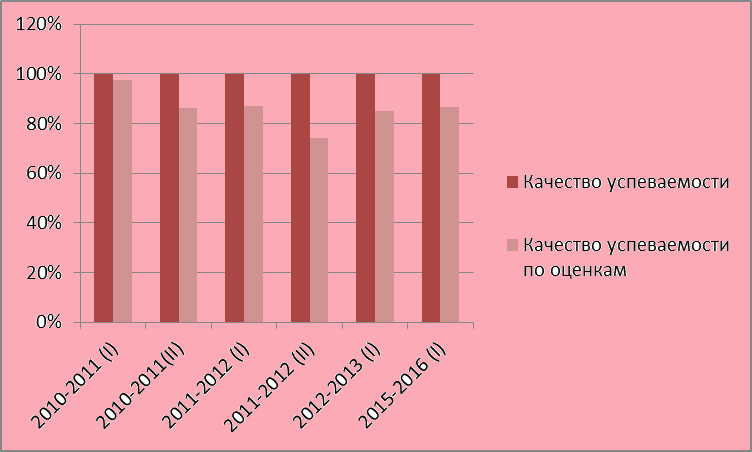 120%
100%
80%
60%
40%
20%
0%
2010-2011 (I)
2010-2011(II)
2011-2012 (I)
2011-2012 (II)
2012-2013 (I)
2015-2016 (I)
Качество успеваемости
Качество успеваемости
по оценкам